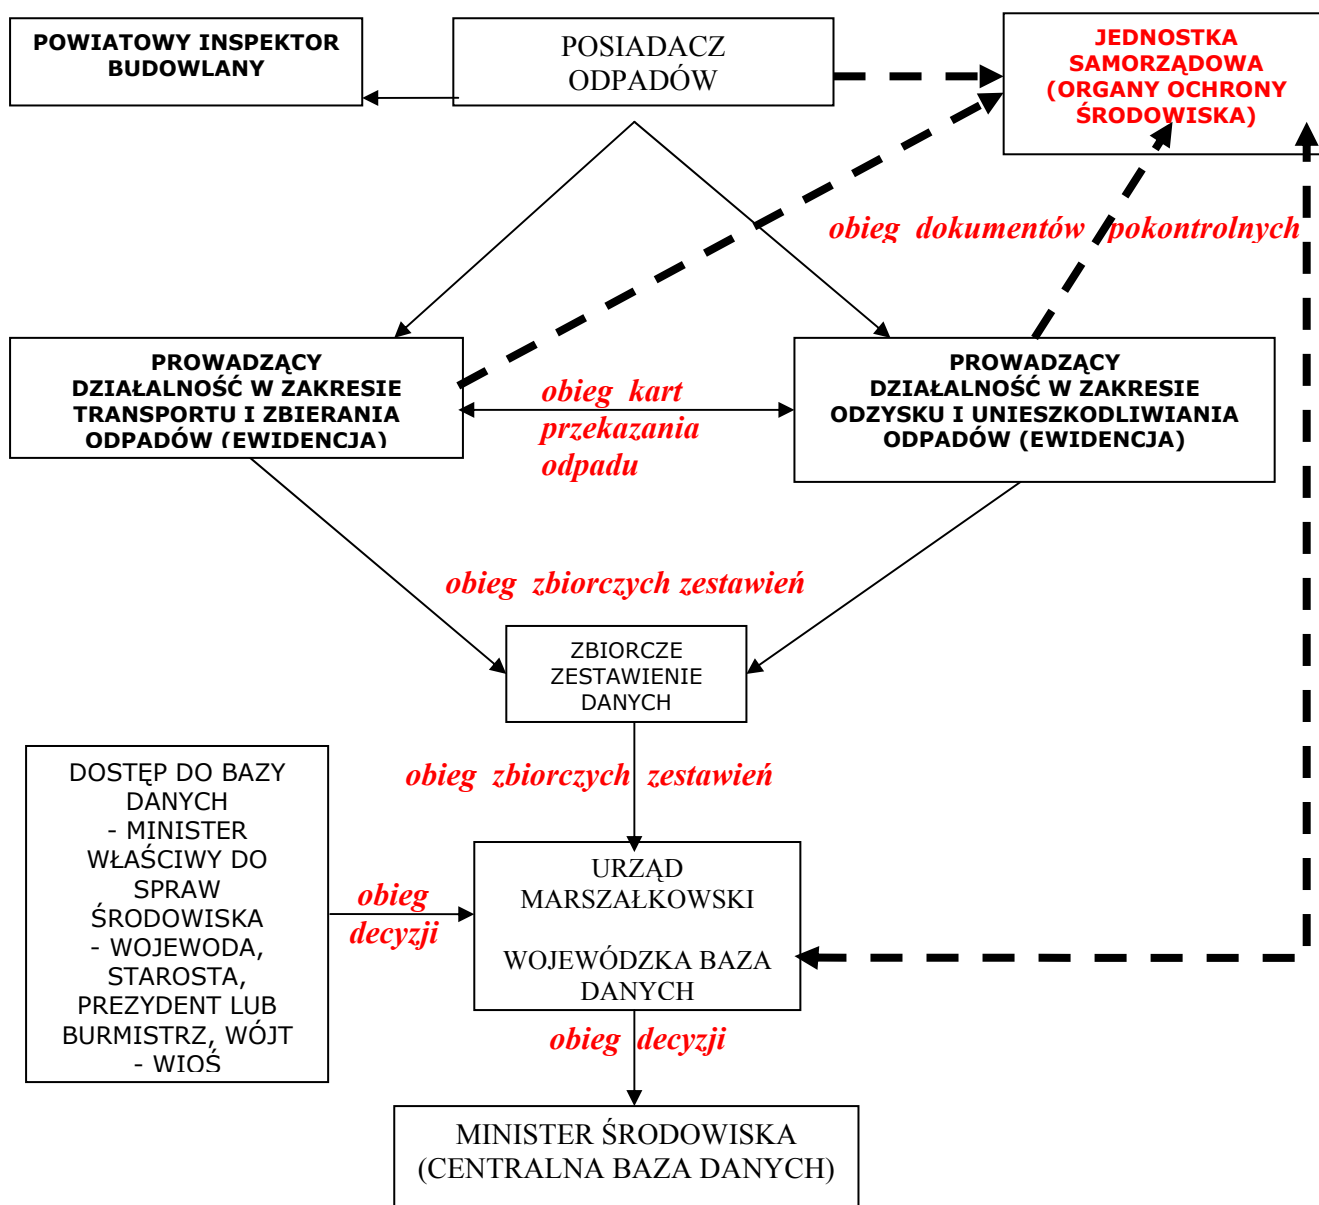 POWIATOWY INSPEKTOR
BUDOWLANY
POSIADACZ
ODPADÓW
JEDNOSTKA
SAMORZĄDOWA
(ORGANY OCHRONY
ŚRODOWISKA)
obieg dokumentów pokontrolnych
PROWADZĄCY
DZIAŁALNOŚĆ W ZAKRESIE
TRANSPORTU I ZBIERANIA
ODPADÓW (EWIDENCJA)
obieg kart
przekazania
odpadu
PROWADZĄCY
DZIAŁALNOŚĆ W ZAKRESIE
ODZYSKU I UNIESZKODLIWIANIA
ODPADÓW (EWIDENCJA)
obieg zbiorczych zestawień
ZBIORCZE
ZESTAWIENIE
DANYCH
obieg zbiorczych zestawień
DOSTĘP DO BAZY
DANYCH
- MINISTER
WŁAŚCIWY DO
SPRAW
ŚRODOWISKA
- WOJEWODA,
STAROSTA,
PREZYDENT LUB
BURMISTRZ, WÓJT
- WIOŚ
obieg
decyzji
URZĄD
MARSZAŁKOWSKI
WOJEWÓDZKA BAZA
DANYCH
obieg decyzji
MINISTER ŚRODOWISKA
(CENTRALNA BAZA DANYCH)